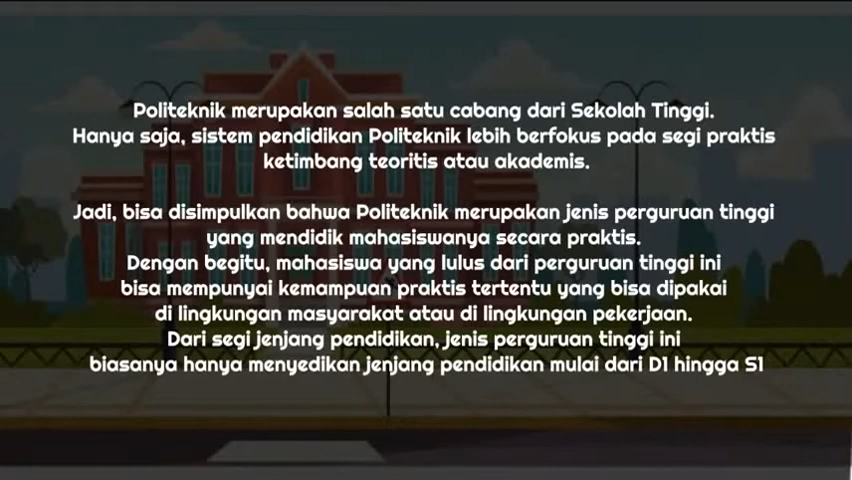 Politeknik merupakan salah satu cabang dari Sekolah Tinggi.
Hanya saja, sistem pendidikan Politeknik lebih berfokus pada segi praktis
ketimbang teoritis atau akademis.
Jadi, bisa disimpulkan bahwa Politeknik merupakan jenis perguruan tinggi
yang mendidik mahasiswanya secara praktis.
Dengan begitu, mahasiswa yang lulus dari perguruan tinggi ini
bisa mempunyai kemampuan praktis tertentu yang bisa dipakai
di lingkungan masyarakat atau di lingkungan pekerjaan.
Dari segi jenjang pendidikan, jenis perguruan tinggi ini
biasanya hanya menyedikan jenjang pendidikan mulai dari D1 hingga S1